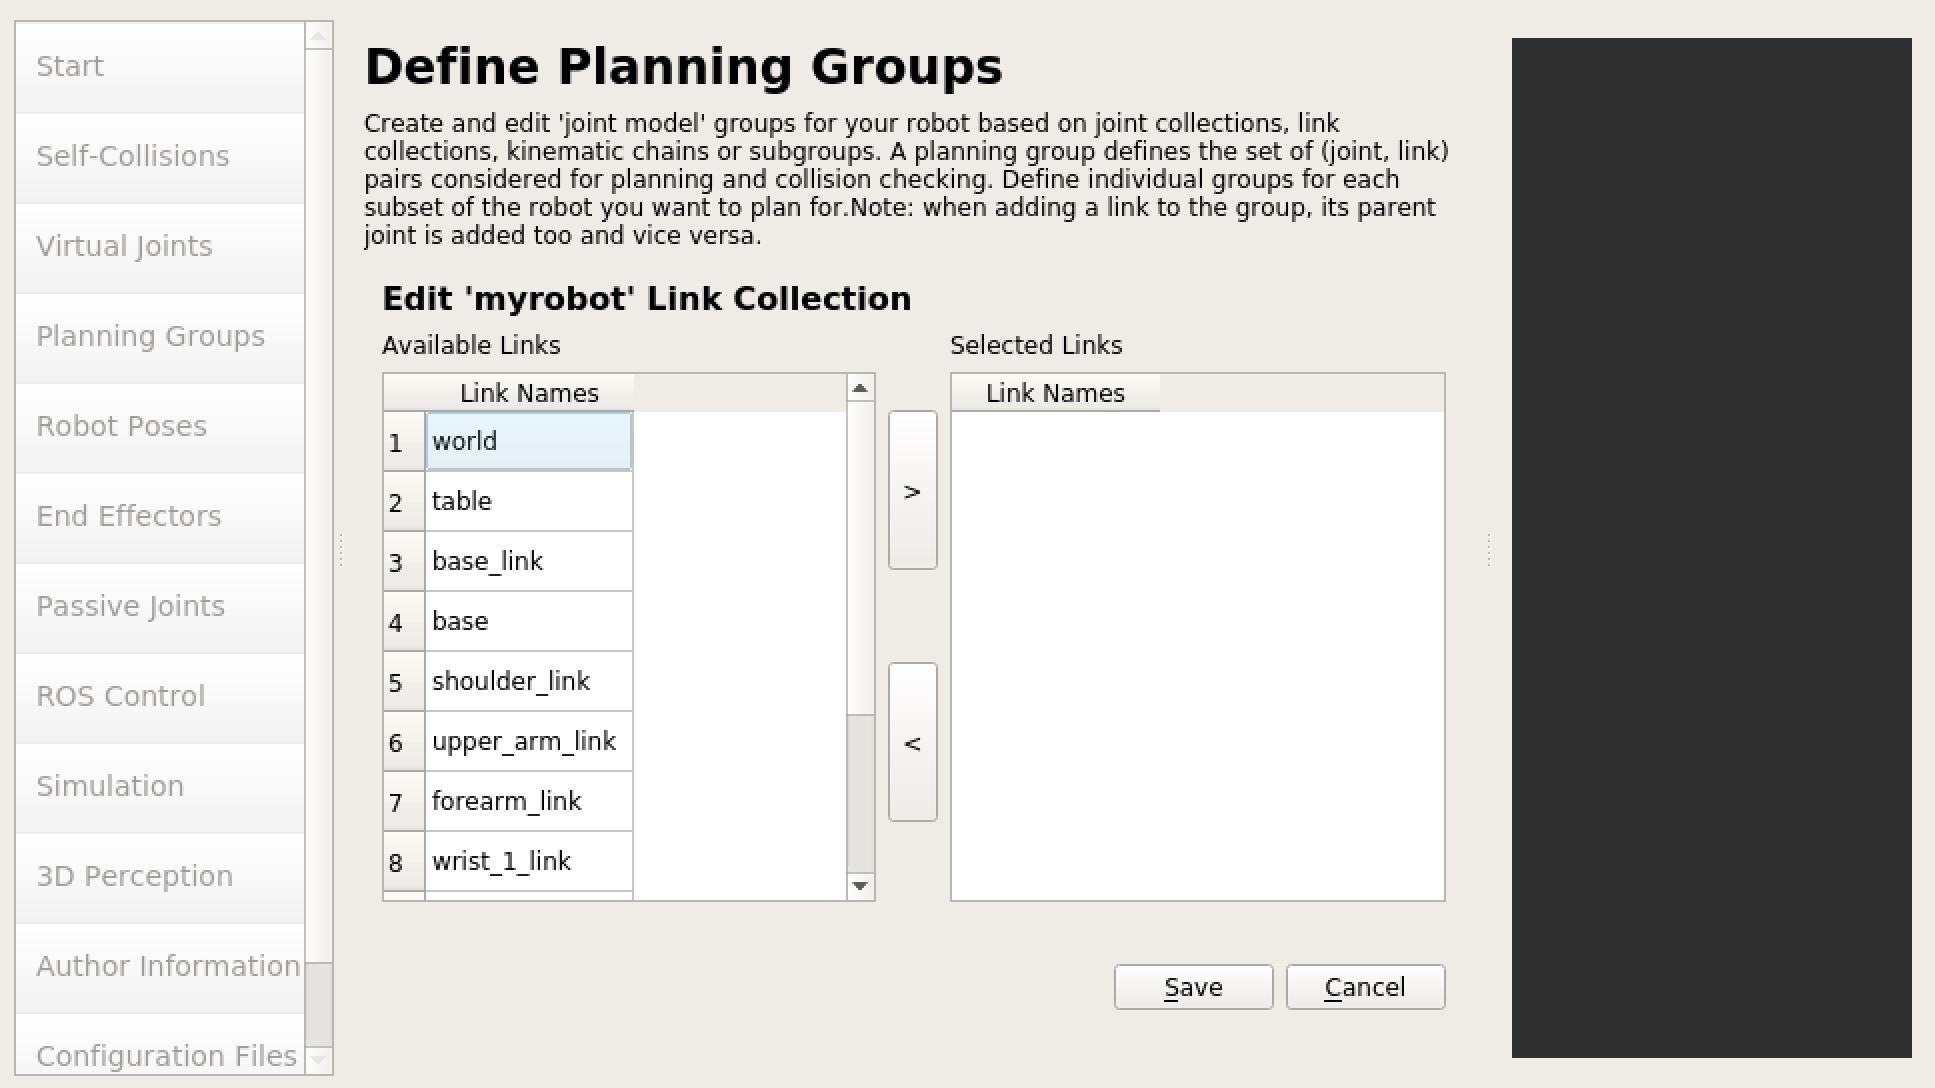 Start
Self-Collisions
Virtual Joints
Planning Groups
Robot Poses
End Effectors
Passive Joints
ROS Control
Simulation
3D Perception
Author Information
Configuration Files
Define Planning Groups
Create and edit 'joint model' groups for your robot based on joint collections, link
collections, kinematic chains or subgroups. A planning group defines the set of (joint, link)
pairs considered for planning and collision checking. Define individual groups for each
subset of the robot you want to plan for.Note: when adding a link to the group, its parent
joint is added too and vice versa.
Edit 'myrobot' Link Collection
Available Links
Link Names
1 world
2 table
3 base_link
4 base
5 shoulder_link
6 upper_arm_link
7 forearm_link
8 wrist_1_link
>
<
Selected Links
Link Names
Save
Cancel